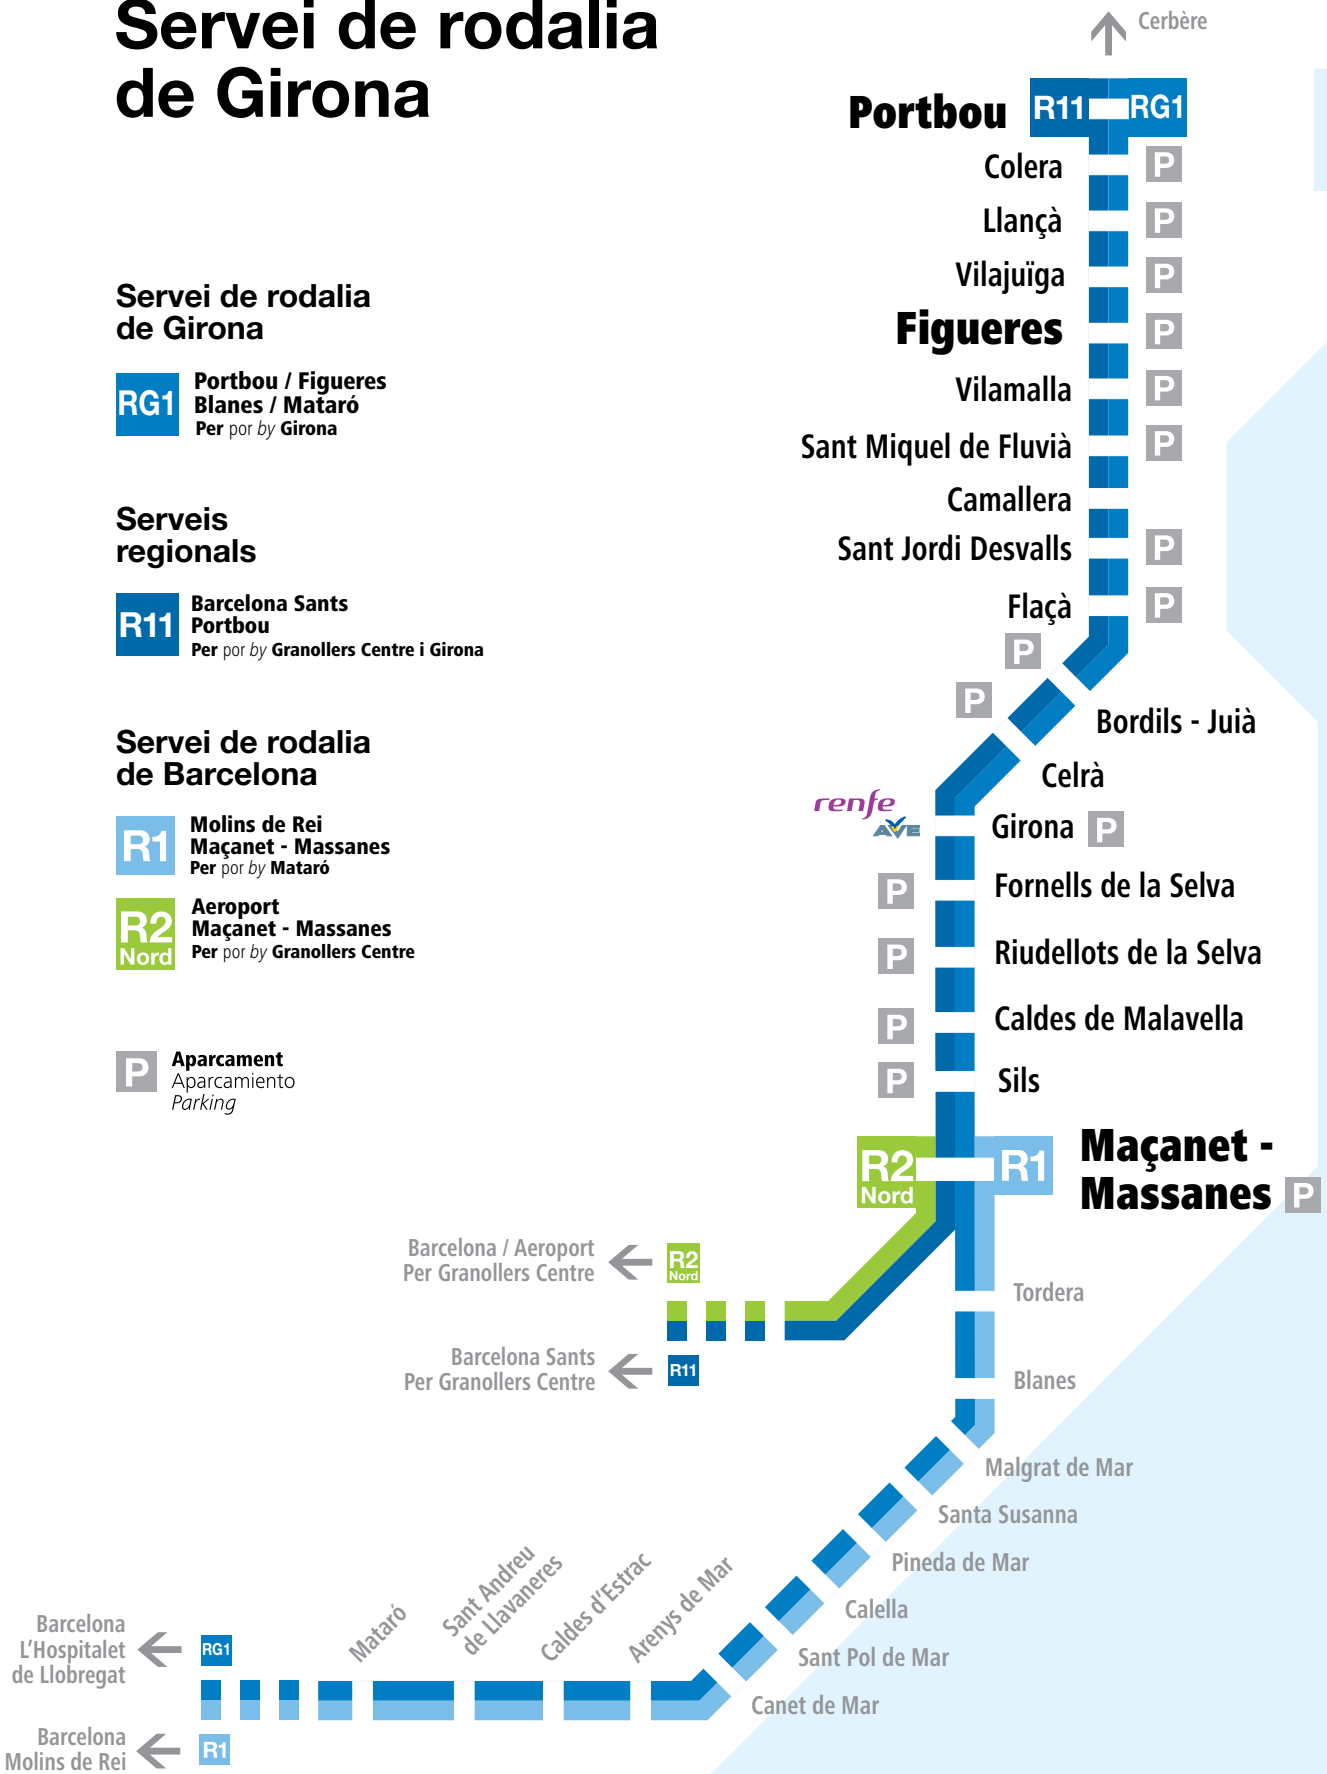 Servei de rodalia
de Girona
Cerbère
Portbou R11 RG1
Colera P
Llançà P
Vilajuïga P
Figueres P
Vilamalla P
Sant Miquel de Fluvià P
Camallera
Sant Jordi Desvalls P
Flaçà P
P
Bordils - Juià
P
Celrà
renfe
AVE
Girona P
P Fornells de la Selva
P Riudellots de la Selva
P Caldes de Malavella
P Sils
R2
Nord
R1
Maçanet -
Massanes P
Servei de rodalia
de Girona
RG1
Portbou / Figueres
Blanes / Mataró
Per por by Girona
Serveis
regionals
R11
Barcelona Sants
Portbou
Per por by Granollers Centre i Girona
Servei de rodalia
de Barcelona
R1
Molins de Rei
Maçanet - Massanes
Per por by Mataró
R2
Nord
Aeroport
Maçanet - Massanes
Per por by Granollers Centre
P
Aparcament
Aparcamiento
Parking
Barcelona / Aeroport
Per Granollers Centre
R2
Nord
Barcelona Sants
Per Granollers Centre
R11
Tordera
Blanes
Malgrat de Mar
Santa Susanna
Pineda de Mar
Calella
Sant Pol de Mar
Canet de Mar
Arenys de Mar
Caldes d'Estrac
Sant Andreu
de Llavaneres
Mataró
Barcelona
L'Hospitalet
de Llobregat
RG1
Barcelona
Molins de Rei
R1